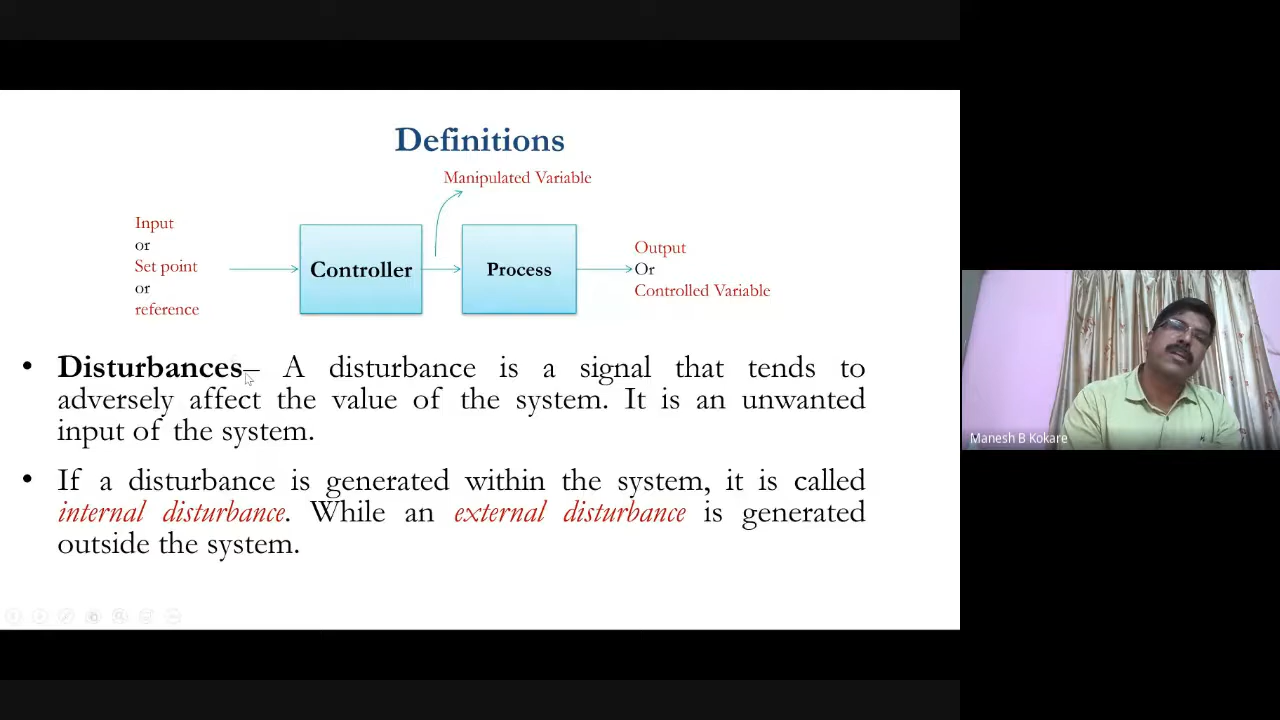 Definitions
Manipulated Variable
Input
or
Set point
or
reference
Controller
Process
Output
Or
Controlled Variable
• Disturbances– A disturbance is a signal that tends to
adversely affect the value of the system. It is an unwanted
input of the system.
• If a disturbance is generated within the system, it is called
internal disturbance. While an external disturbance is generated
outside the system.
Manesh B Kokare